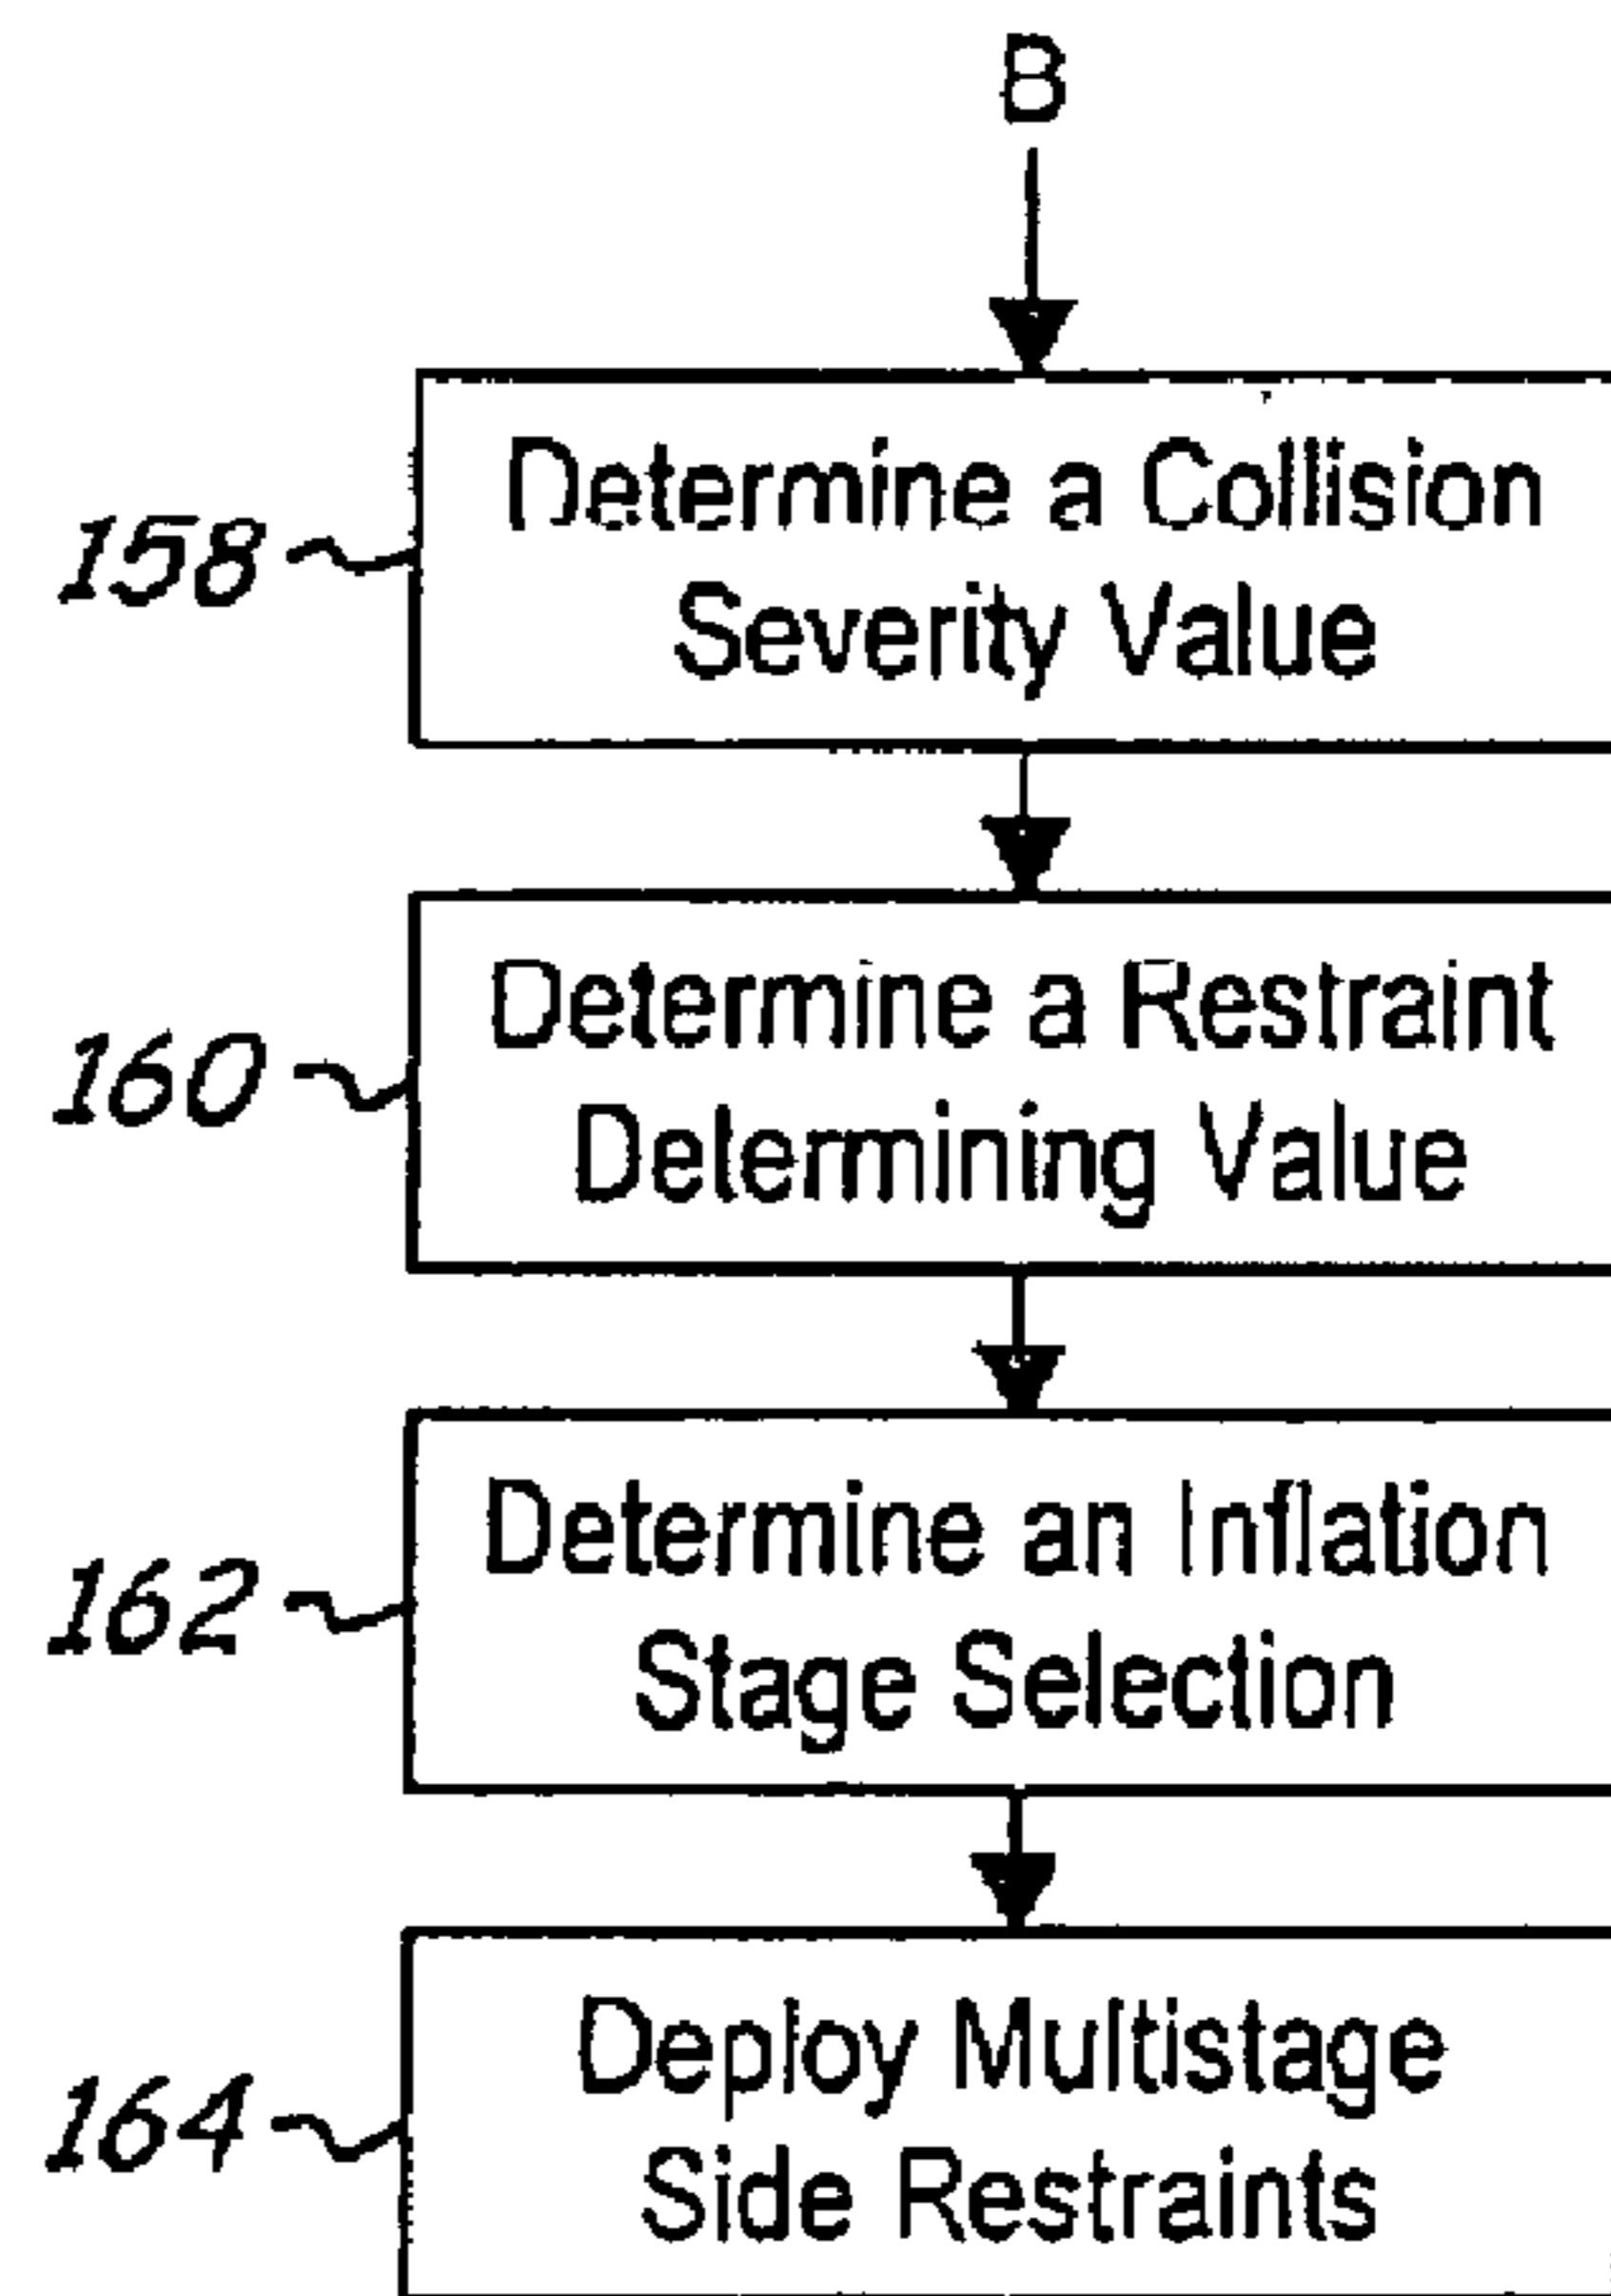 B
158
Determine a Collision
Severity Value
160
Determine a Restraint
Determining Value
162
Determine an Inflation
Stage Selection
164
Deploy Multistage
Side Restraints